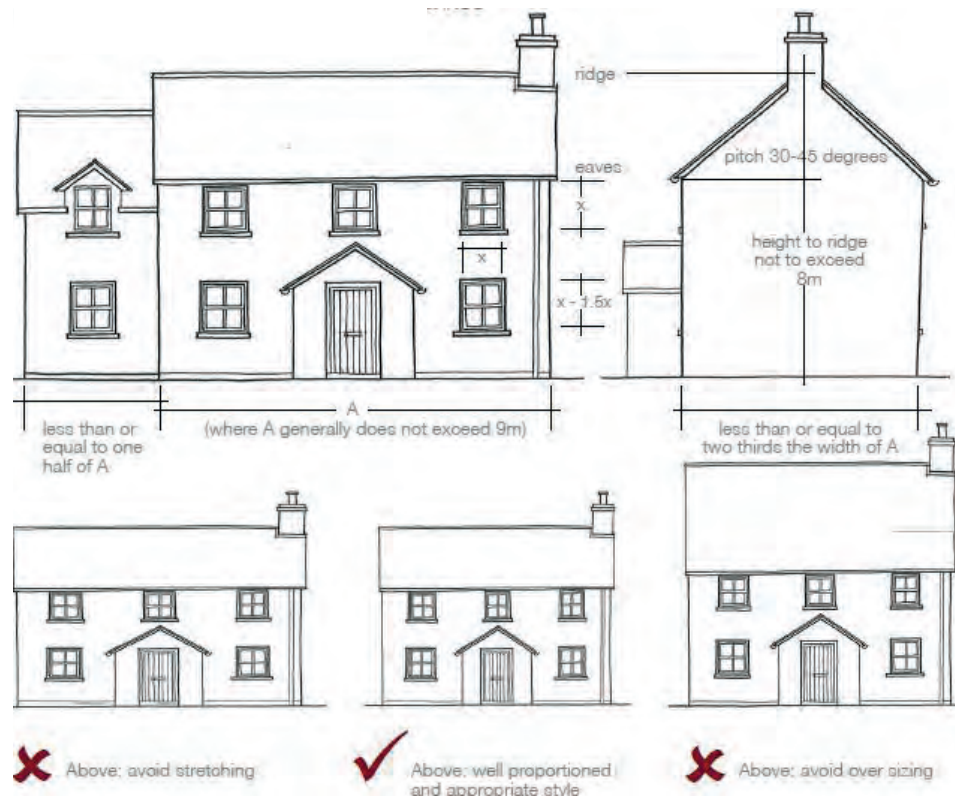 ridge
eaves
pitch 30-45 degrees
x
height to ridge
not to exceed
8m
x
x - 1.5x
A
(where A generally does not exceed 9m)
less than or
equal to one
half of A
less than or equal to
two thirds the width of A
Above: avoid stretching
Above: well proportioned
and appropriate style
Above: avoid over sizing